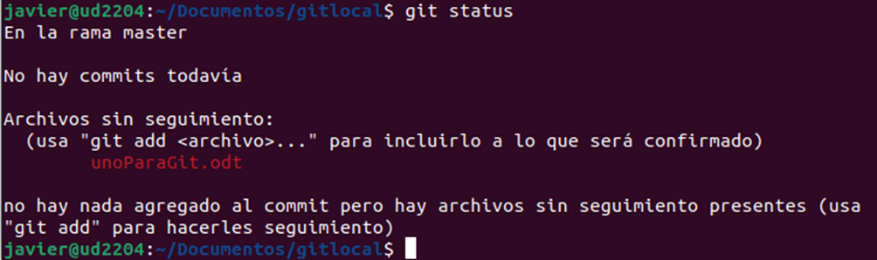 javier@ud2204:~/Documentos/gitlocal$ git status
En la rama master
No hay commits todavía
Archivos sin seguimiento:
(usa "git add <archivo>..." para incluirlo a lo que será confirmado)
unoParaGit.odt
no hay nada agregado al commit pero hay archivos sin seguimiento presentes (usa
"git add" para hacerles seguimiento)
javier@ud2204:~/Documentos/gitlocal$